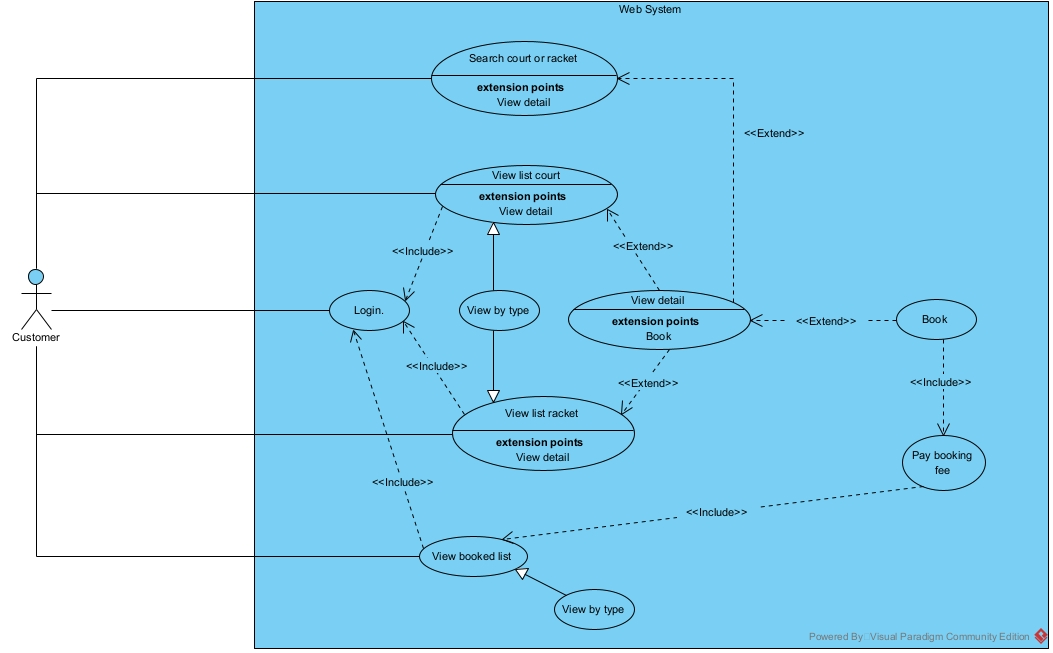 Web System
Search court or racket
extension points
View detail
<<Extend>>
View list court
extension points
View detail
<<Include>>
<<Extend>>
Customer
Login.
View by type
View detail
extension points
Book
<<Extend>>
Book
<<Include>>
<<Extend>>
<<Include>>
View list racket
extension points
View detail
Pay booking
fee
<<Include>>
<<Include>>
View booked list
View by type
Powered By Visual Paradigm Community Edition